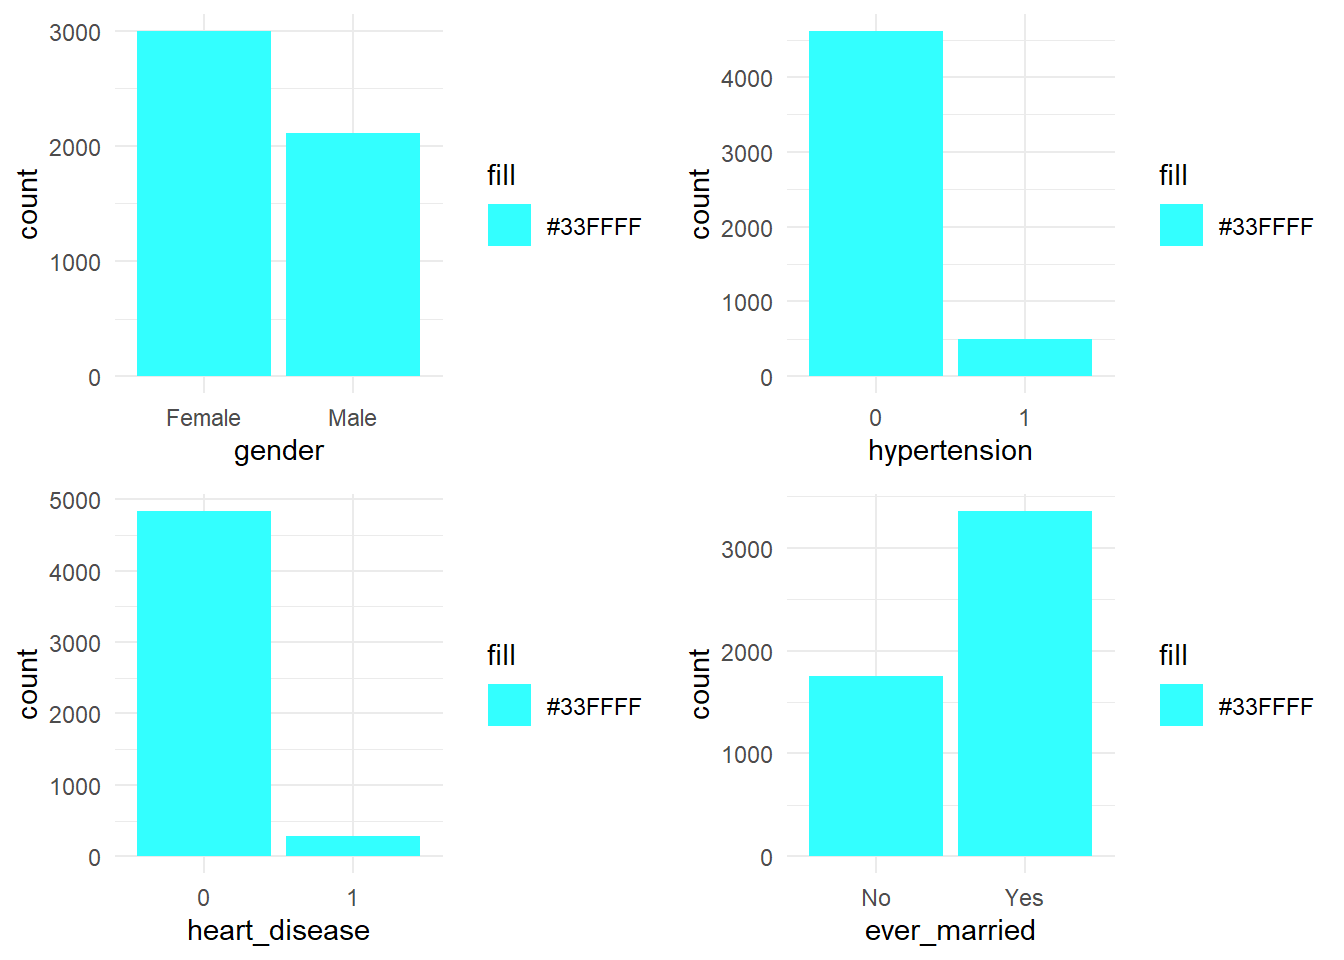 3000
2000
1000
0
count
Female Male
gender
fill
#33FFFF
4000
3000
2000
1000
0
count
0 1
hypertension
fill
#33FFFF
5000
4000
3000
2000
1000
0
count
0 1
heart_disease
fill
#33FFFF
3000
2000
1000
0
count
No Yes
ever_married
fill
#33FFFF